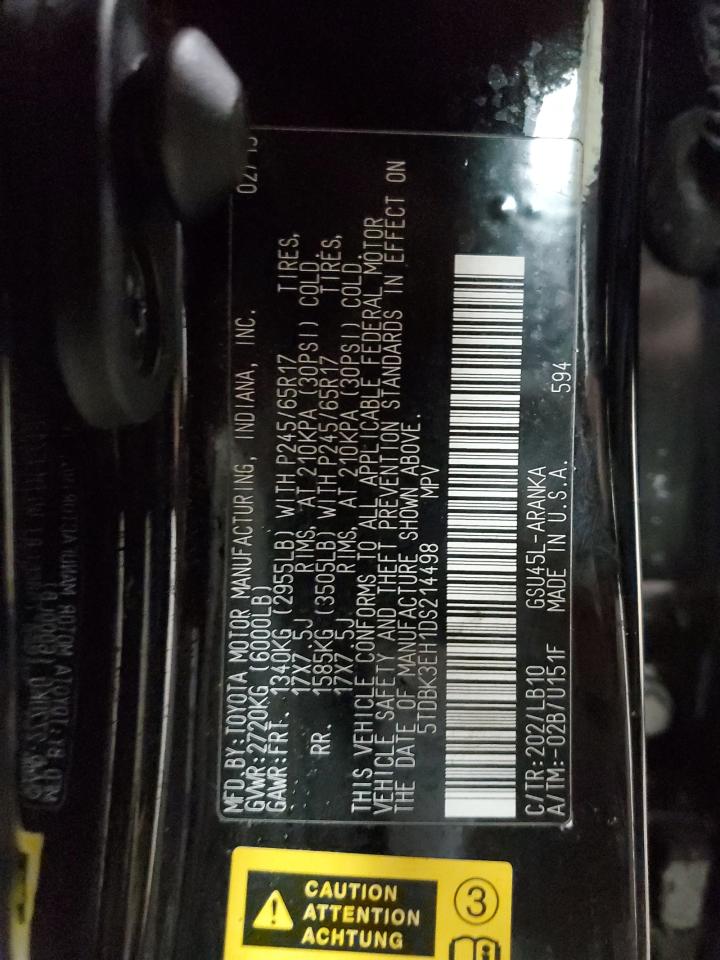 MFD.BY:TOYOTA MOTOR MANUFACTURING, INDIANA, INC.
GVWR:2720KG (6000LB)
GAWR:FRT. 1340KG (2955LB) WITH P245/65R17 TIRES,
17X7.5J RIMS, AT 210KPA (30PSI) COLD.
RR. 1585KG (3505LB) WITH P245/65R17 TIRES,
17X7.5J RIMS, AT 210KPA (30PSI) COLD.
THIS VEHICLE CONFORMS TO ALL APPLICABLE FEDERAL MOTOR
VEHICLE SAFETY AND THEFT PREVENTION STANDARDS IN EFFECT ON
THE DATE OF MANUFACTURE SHOWN ABOVE.
5TDBK3EH1DS214498 MPV
C/TR:202/LB10 GSU45L-ARANKA 594
A/TM:-02B/U151F MADE IN U.S.A.
CAUTION
ATTENTION
ACHTUNG
3